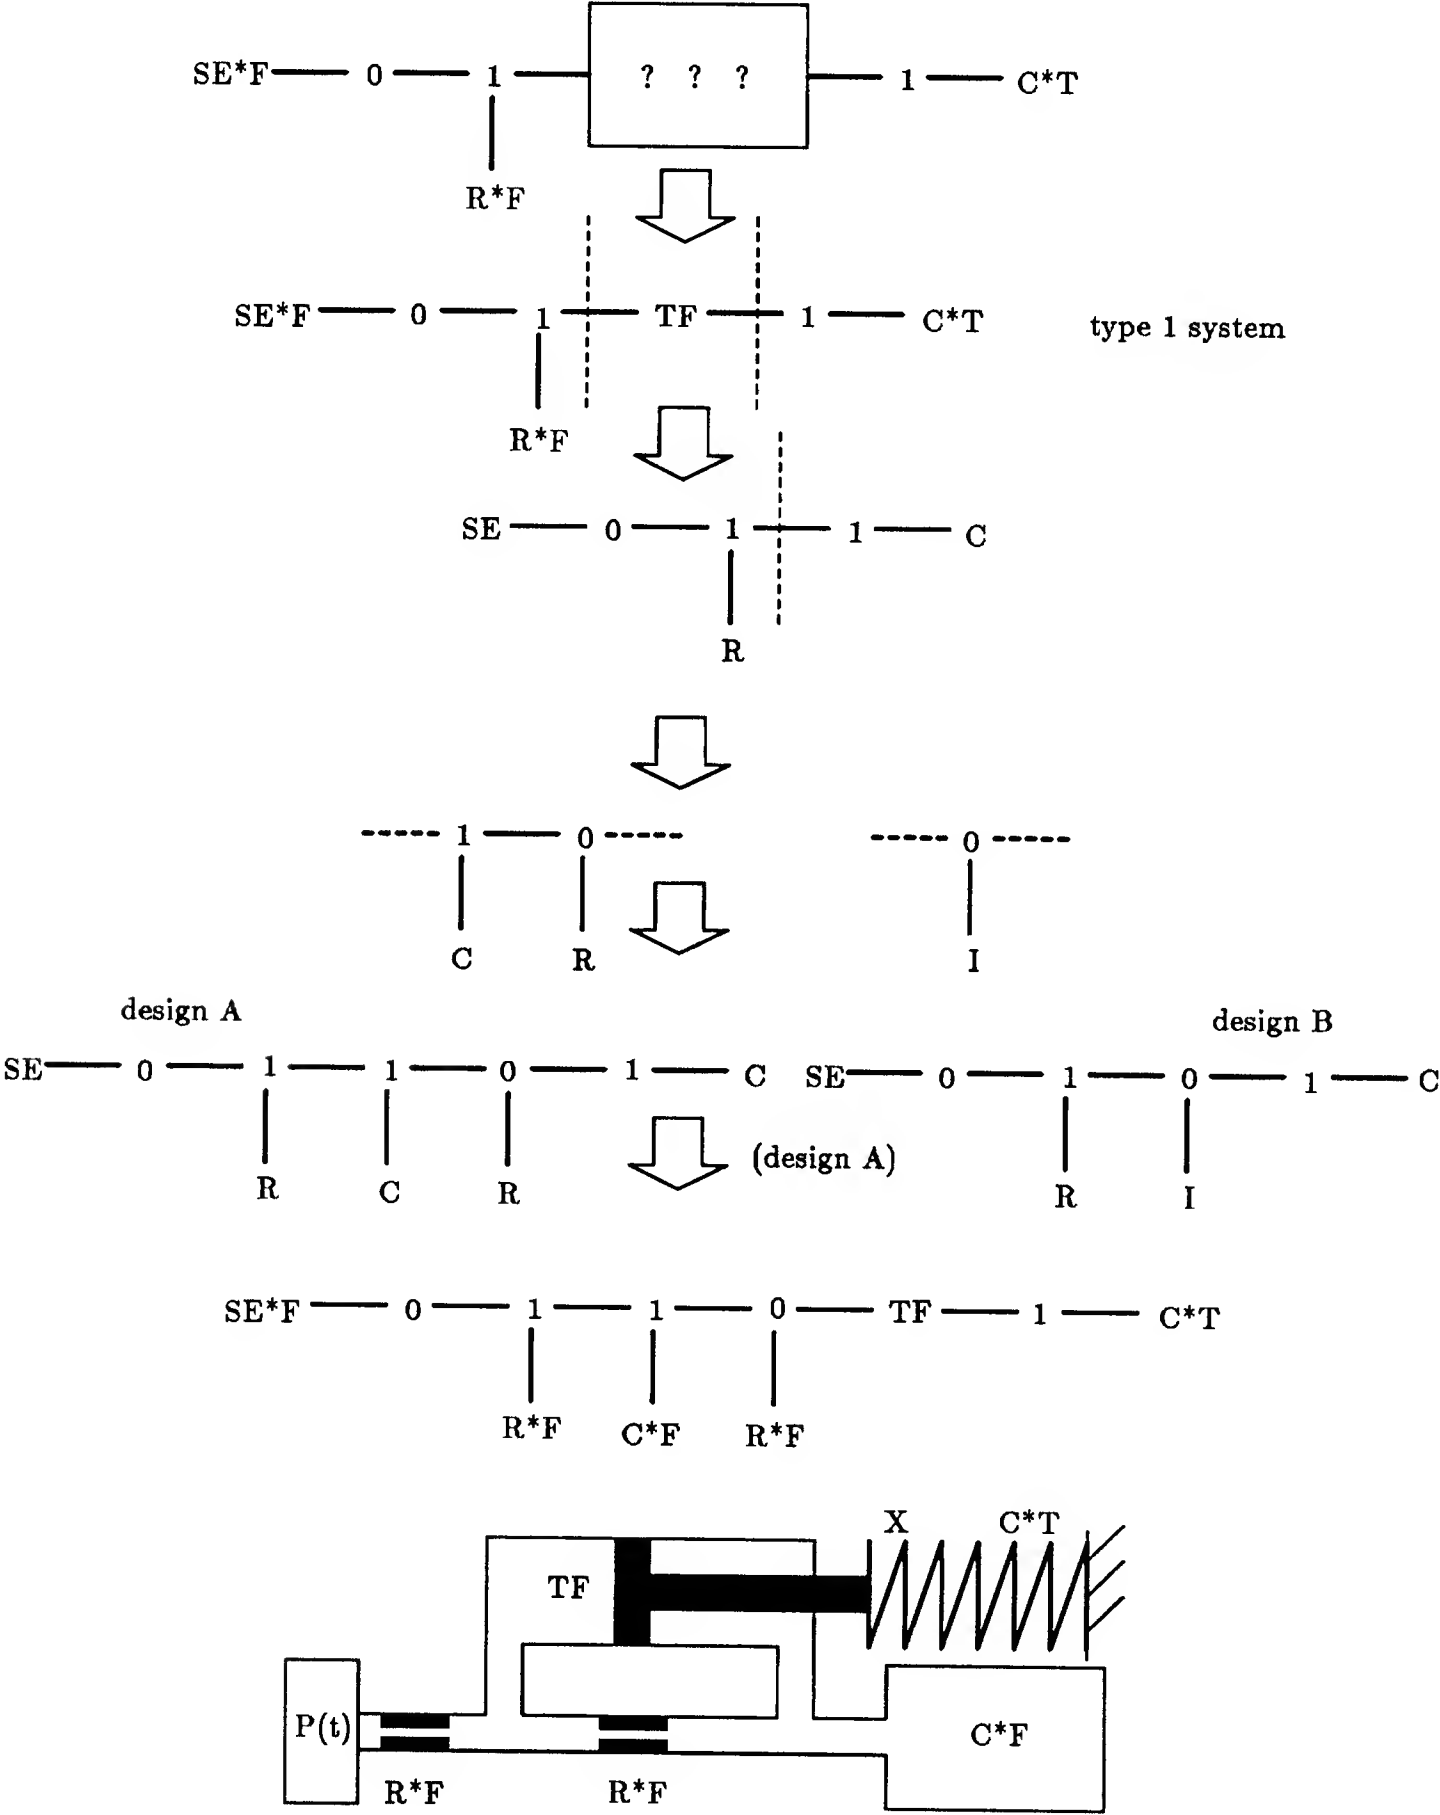 SE*F 0 1 ? ? ? 1 C*T
R*F
SE*F 0 1 TF 1 C*T
type 1 system
R*F
SE 0 1 1 C
R
1 0 0
C R I
design A
design B
SE 0 1 1 0 1 C
SE 0 1 0 1 C
R C R
(design A)
R I
SE*F 0 1 1 0 TF 1 C*T
R*F C*F R*F
X C*T
TF
P(t)
C*F
R*F R*F